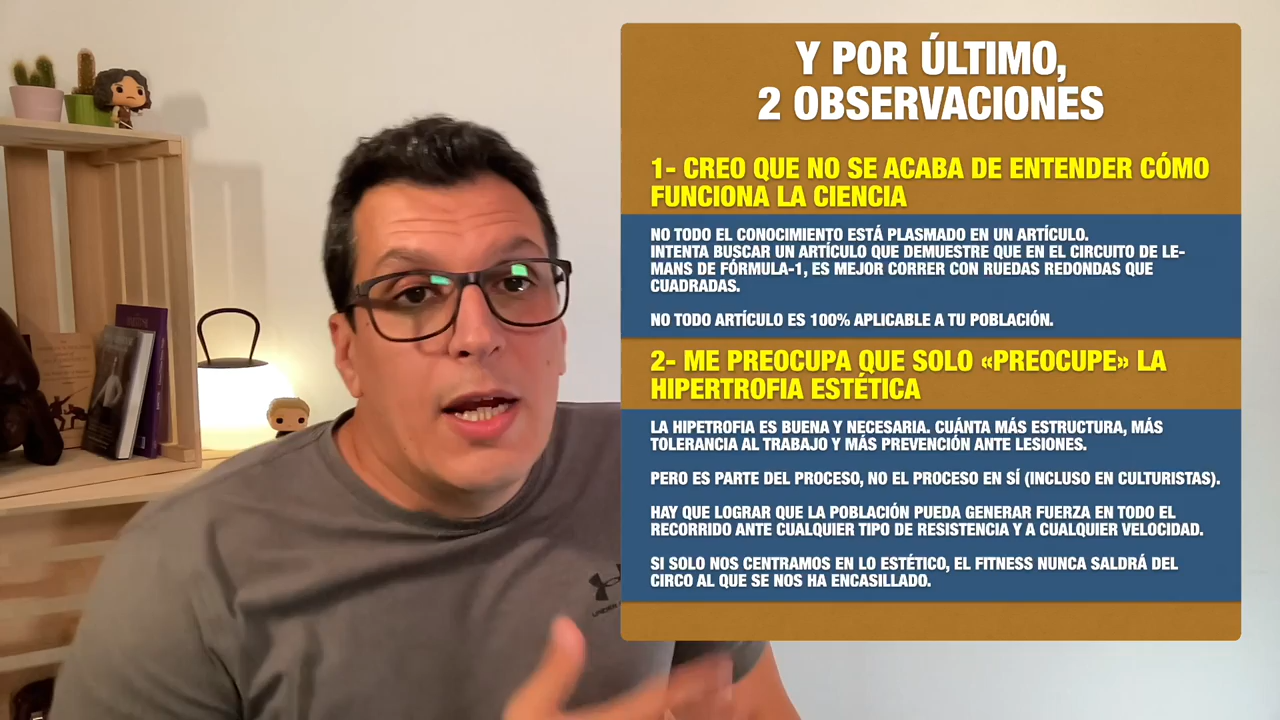 Y POR ÚLTIMO,
2 OBSERVACIONES
1- CREO QUE NO SE ACABA DE ENTENDER CÓMO
FUNCIONA LA CIENCIA
NO TODO EL CONOCIMIENTO ESTÁ PLASMADO EN UN ARTÍCULO.
INTENTA BUSCAR UN ARTÍCULO QUE DEMUESTRE QUE EN EL CIRCUITO DE LE-
MANS DE FÓRMULA-1, ES MEJOR CORRER CON RUEDAS REDONDAS QUE
CUADRADAS.
NO TODO ARTÍCULO ES 100% APLICABLE A TU POBLACIÓN.
2- ME PREOCUPA QUE SOLO «PREOCUPE» LA
HIPERTROFIA ESTÉTICA
LA HIPETROFIA ES BUENA Y NECESARIA. CUÁNTA MÁS ESTRUCTURA, MÁS
TOLERANCIA AL TRABAJO Y MÁS PREVENCIÓN ANTE LESIONES.
PERO ES PARTE DEL PROCESO, NO EL PROCESO EN SÍ (INCLUSO EN CULTURISTAS).
HAY QUE LOGRAR QUE LA POBLACIÓN PUEDA GENERAR FUERZA EN TODO EL
RECORRIDO ANTE CUALQUIER TIPO DE RESISTENCIA Y A CUALQUIER VELOCIDAD.
SI SOLO NOS CENTRAMOS EN LO ESTÉTICO, EL FITNESS NUNCA SALDRÁ DEL
CIRCO AL QUE SE NOS HA ENCASILLADO.
UNDER